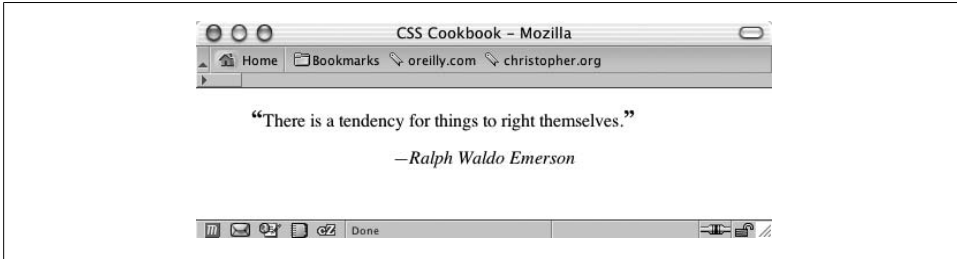 CSS Cookbook – Mozilla
Home Bookmarks oreilly.com christopher.org
“There is a tendency for things to right themselves.”
—Ralph Waldo Emerson
Done